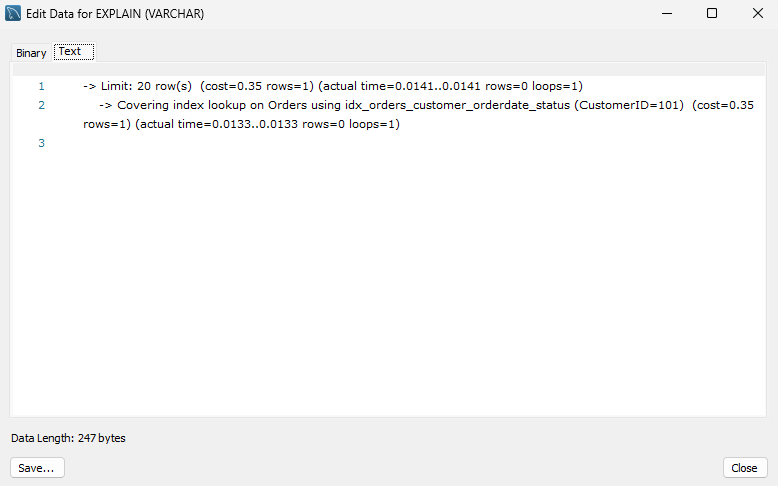 Edit Data for EXPLAIN (VARCHAR)
Binary
Text
1 -> Limit: 20 row(s)  (cost=0.35 rows=1) (actual time=0.0141..0.0141 rows=0 loops=1)
2 -> Covering index lookup on Orders using idx_orders_customer_orderdate_status (CustomerID=101)  (cost=0.35
rows=1) (actual time=0.0133..0.0133 rows=0 loops=1)
3
Data Length: 247 bytes
Save...
Close